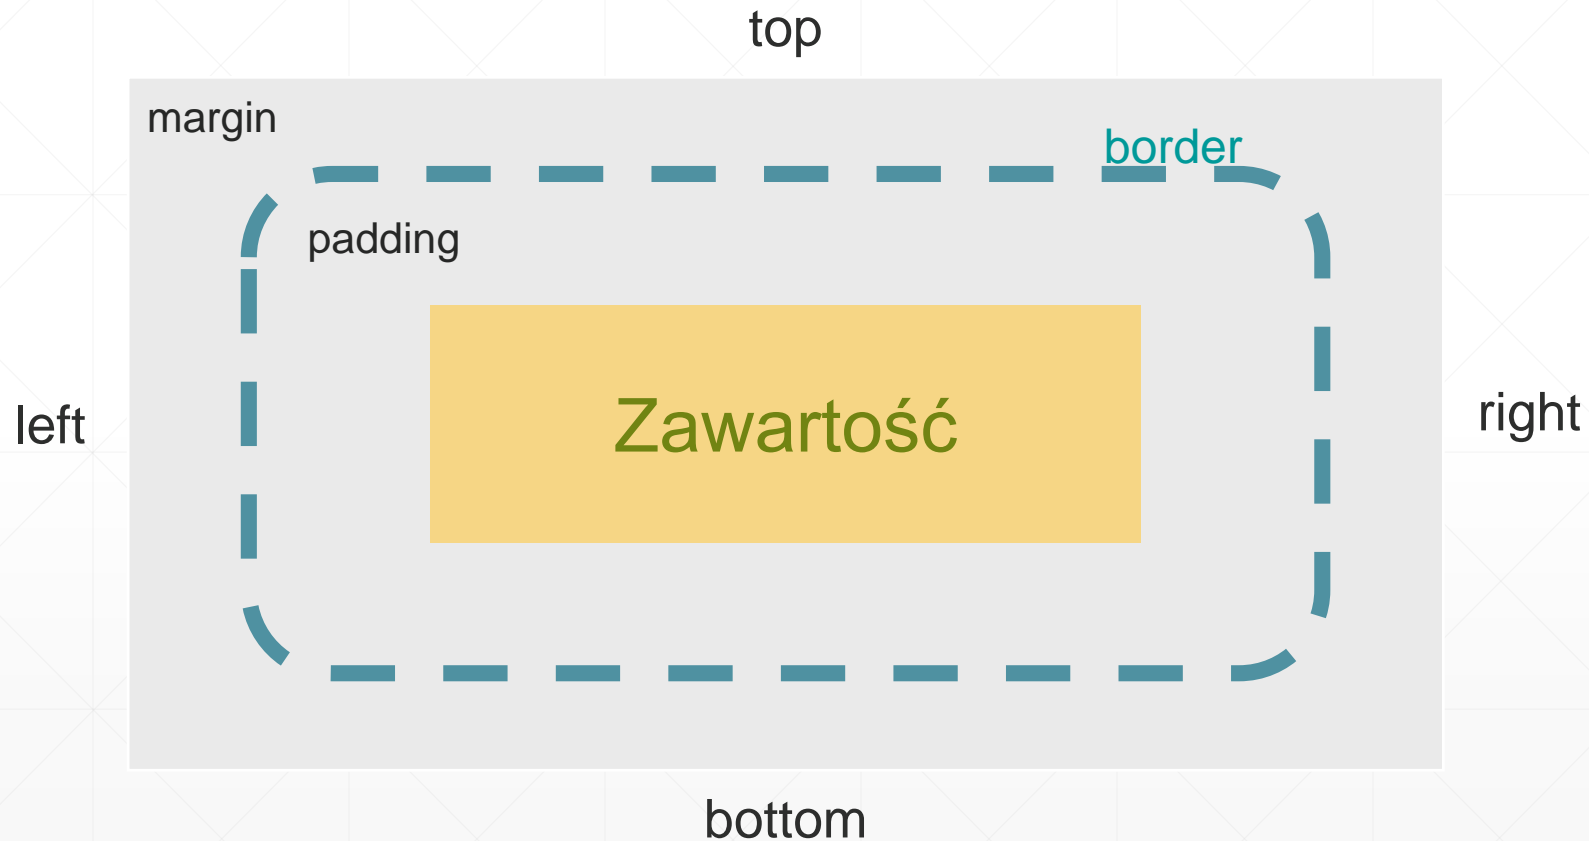 top
margin
border
padding
left
Zawartość
right
bottom